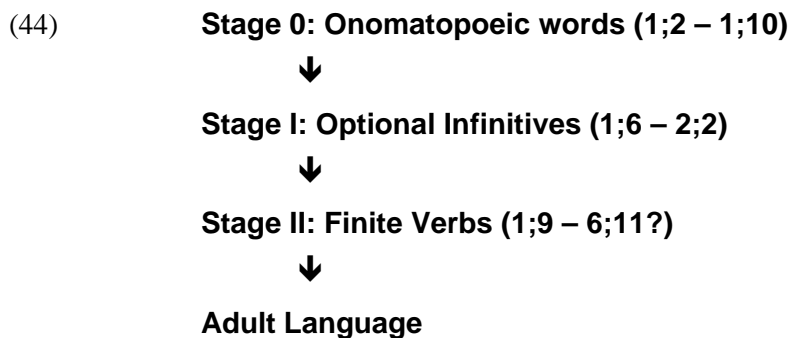 (44) Stage 0: Onomatopoeic words (1;2 – 1;10)
🡻
Stage I: Optional Infinitives (1;6 – 2;2)
🡻
Stage II: Finite Verbs (1;9 – 6;11?)
🡻
Adult Language